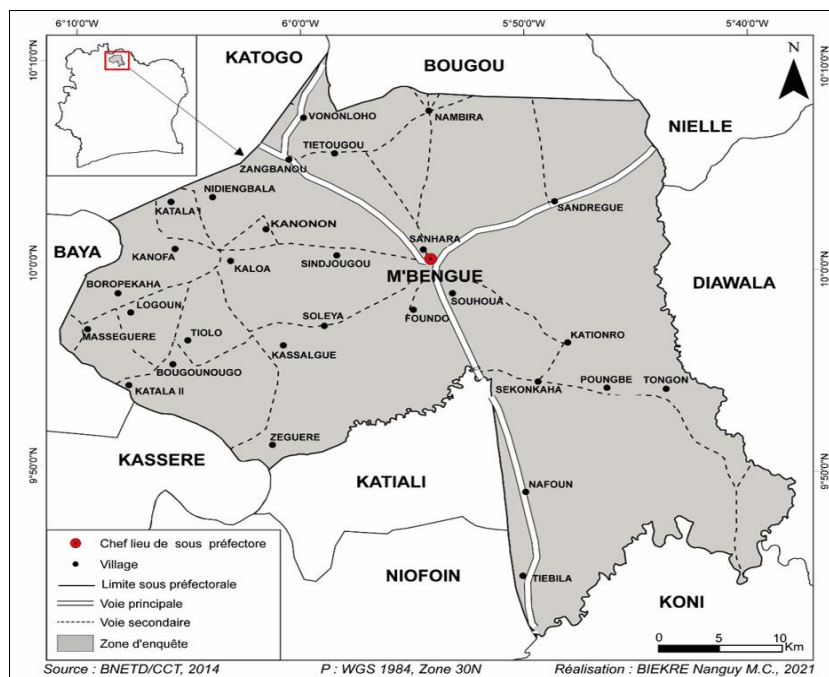 6°10'0"W
6°0'0"W
5°50'0"W
5°40'0"W
10°10'0"N
10°0'0"N
9°50'0"N
10°0'0"N
9°50'0"N
N
KATOGO
BOUGOU
NIELLE
VONONLOHO
NAMBIRA
TIETOUGOU
ZANGBANOU
NIDIENGBALA
KATALA I
SANDREGUE
KANONON
SANHARA
BAYA
KANOFA
KALOA
SINDJOUGOU
M'BENGUE
DIAWALA
BOROPEKAHA
SOUHOUA
LOGOUN
FOUNDO
SOLEYA
MASSEGUERE
TIOLO
KASSALGUE
KATIONRO
BOUGOUNOUGO
SEKONKAHA
POUNGBE
TONGON
KATALA II
ZEGUERE
KASSERE
KATIALI
NAFOUN
NIOFOIN
TIEBILA
KONI
Chef lieu de sous préfectore
Village
Limite sous préfectorale
Voie principale
Voie secondaire
Zone d'enquête
0 5 10
Km
Source : BNETD/CCT, 2014 P : WGS 1984, Zone 30N Réalisation : BIEKRE Nanguy M.C., 2021